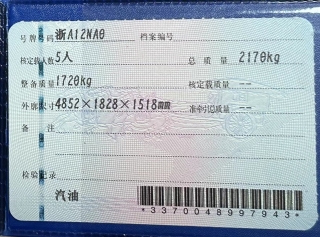 号牌号码 浙A12NA0 档案编号
核定载人数 5人 总质量 2170kg
整备质量 1720kg 核定载质量 --
外廓尺寸 4852×1828×1518mm 准牵引总质量 --
备注
检验记录
汽油
*3370048997943*